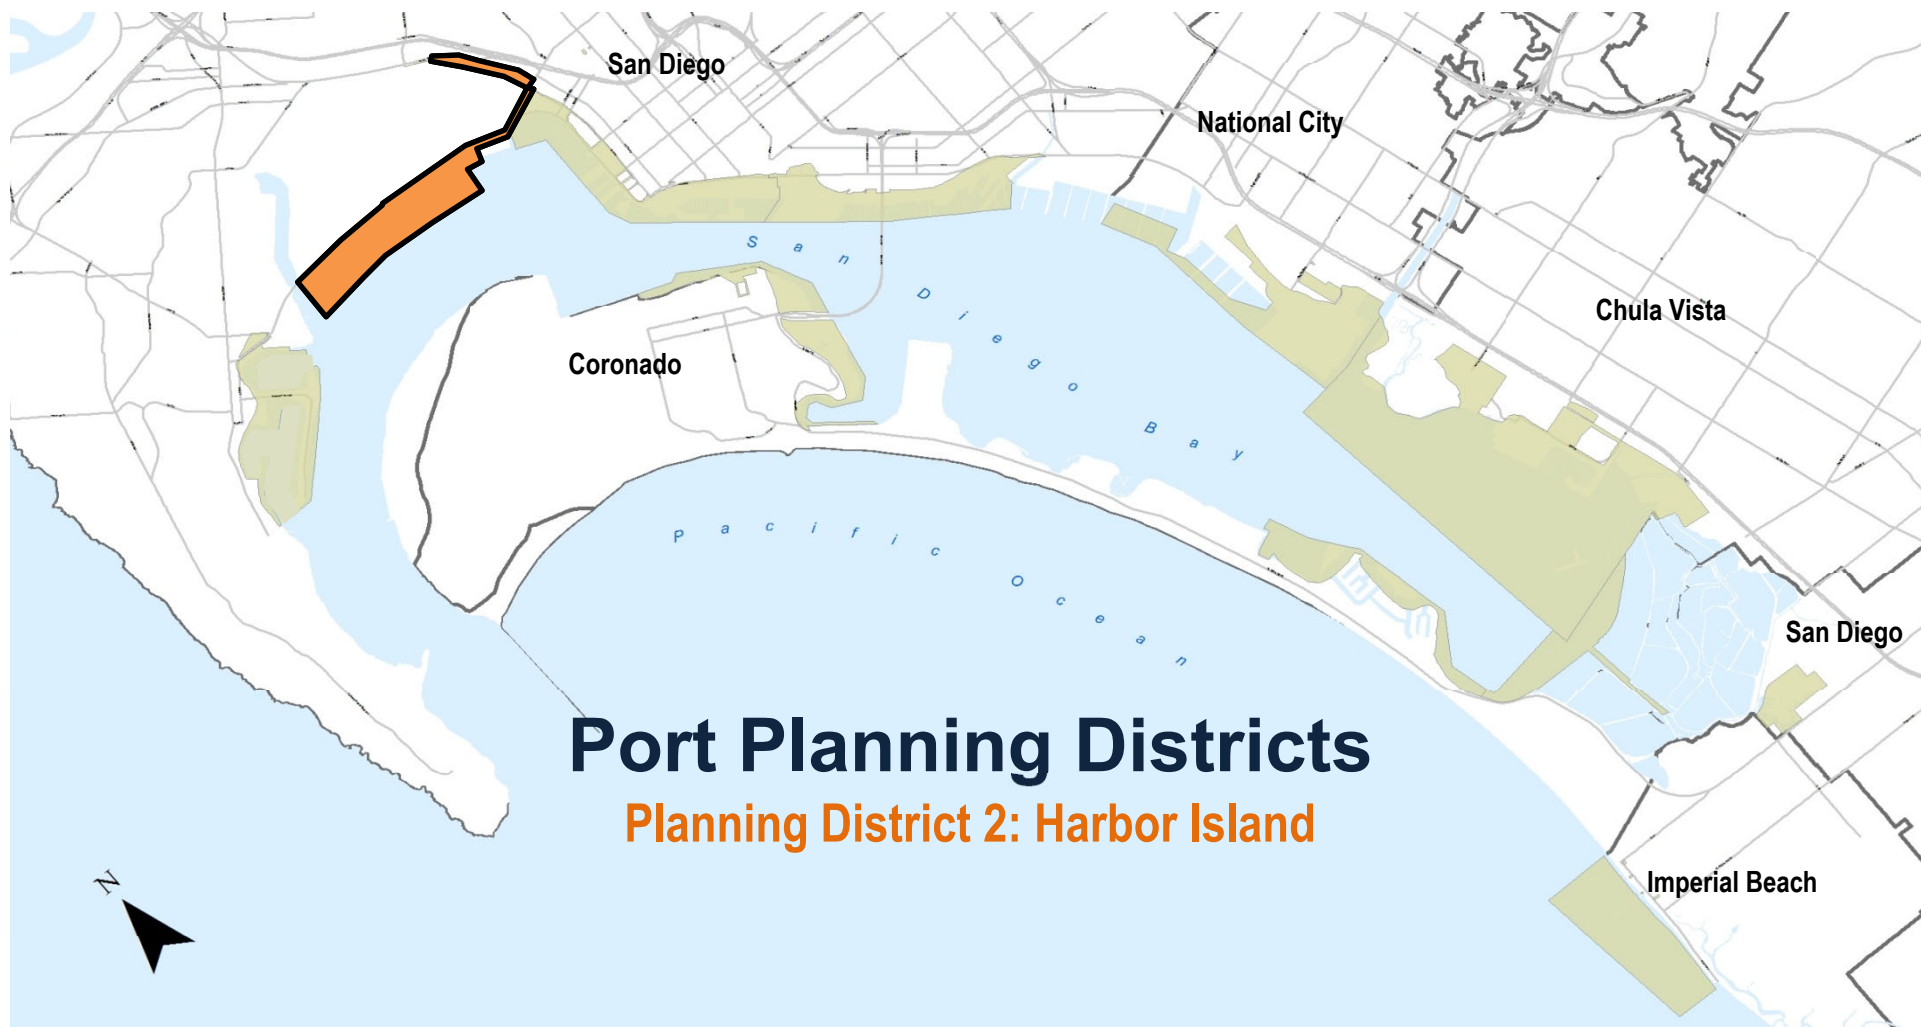 San Diego
National City
Chula Vista
San Diego Bay
Coronado
Pacific Ocean
San Diego
Port Planning Districts
Planning District 2: Harbor Island
Imperial Beach
N